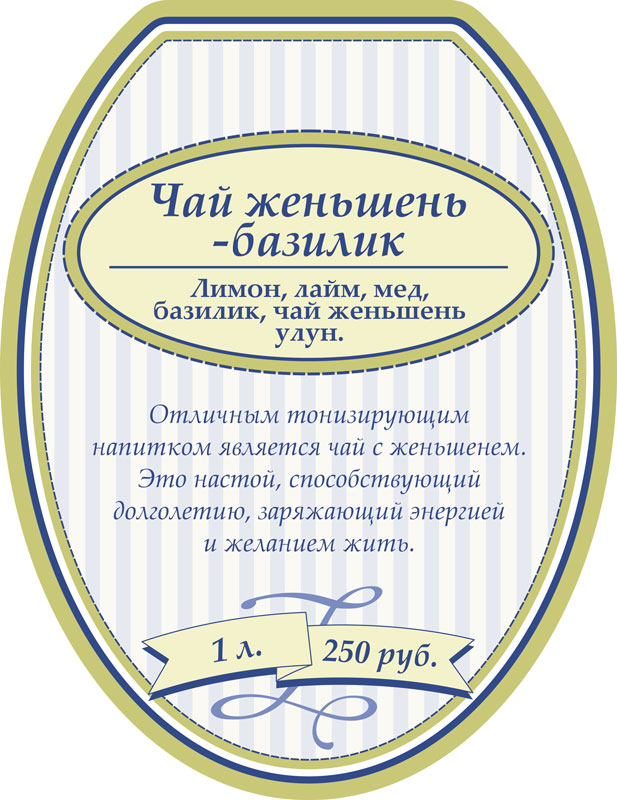 Чай женьшень
-базилик
Лимон, лайм, мед,
базилик, чай женьшень
улун.
Отличным тонизирующим
напитком является чай с женьшенем.
Это настой, способствующий
долголетию, заряжающий энергией
и желанием жить.
1 л. 250 руб.